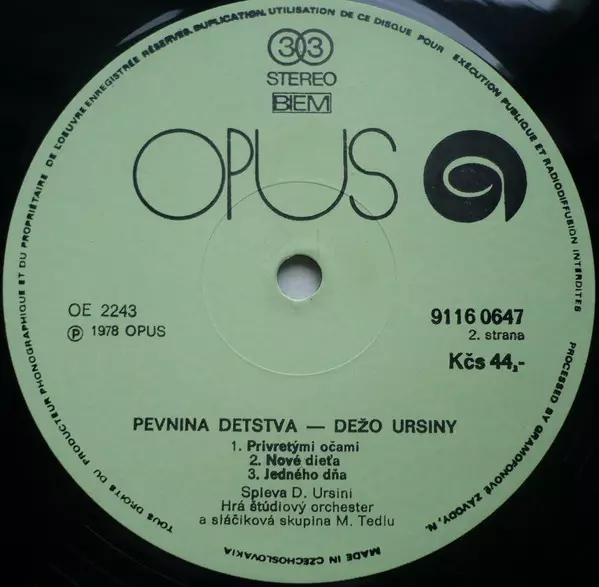 TOUS DROITS DU PRODUCTEUR PHONOGRAPHIQUE ET DU PROPRIÉTAIRE DE L'OEUVRE ENREGISTRÉE RÉSERVÉS. DUPLICATION, UTILISATION DE CE DISQUE POUR EXÉCUTION PUBLIQUE ET RADIODIFFUSION INTERDITES
PROCESSED BY GRAMOFONOVÉ ZÁVODY, N.
33
STEREO
BIEM
OPUS
OE 2243
℗ 1978 OPUS
9116 0647
2. strana
Kčs 44,-
PEVNINA DETSTVA — DEŽO URSINY
1. Privretými očami
2. Nové dieťa
3. Jedného dňa
Spieva D. Ursini
Hrá štúdiový orchester
a sláčiková skupina M. Tedlu
MADE IN CZECHOSLOVAKIA